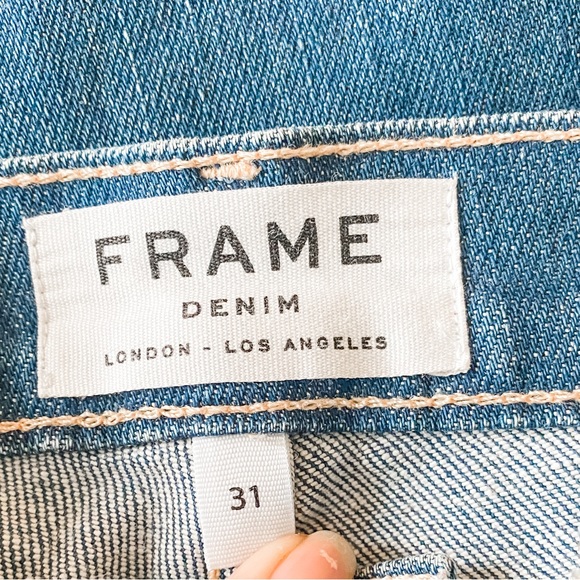 FRAME
DENIM
LONDON - LOS ANGELES
31